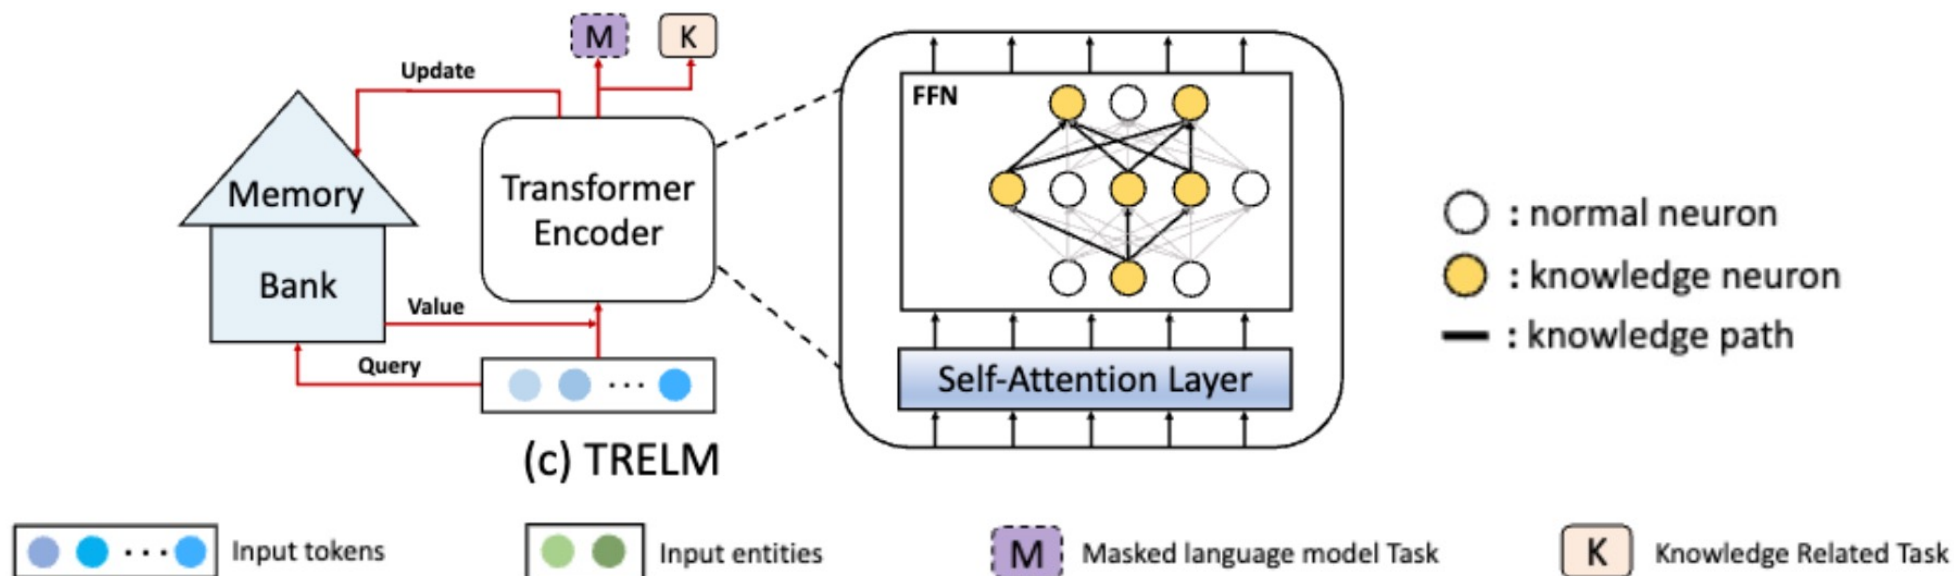 M
K
Update
FFN
Memory
Transformer
Encoder
: normal neuron
Bank
: knowledge neuron
Value
: knowledge path
Query
...
Self-Attention Layer
(c) TRELM
... Input tokens
Input entities
M Masked language model Task
K Knowledge Related Task